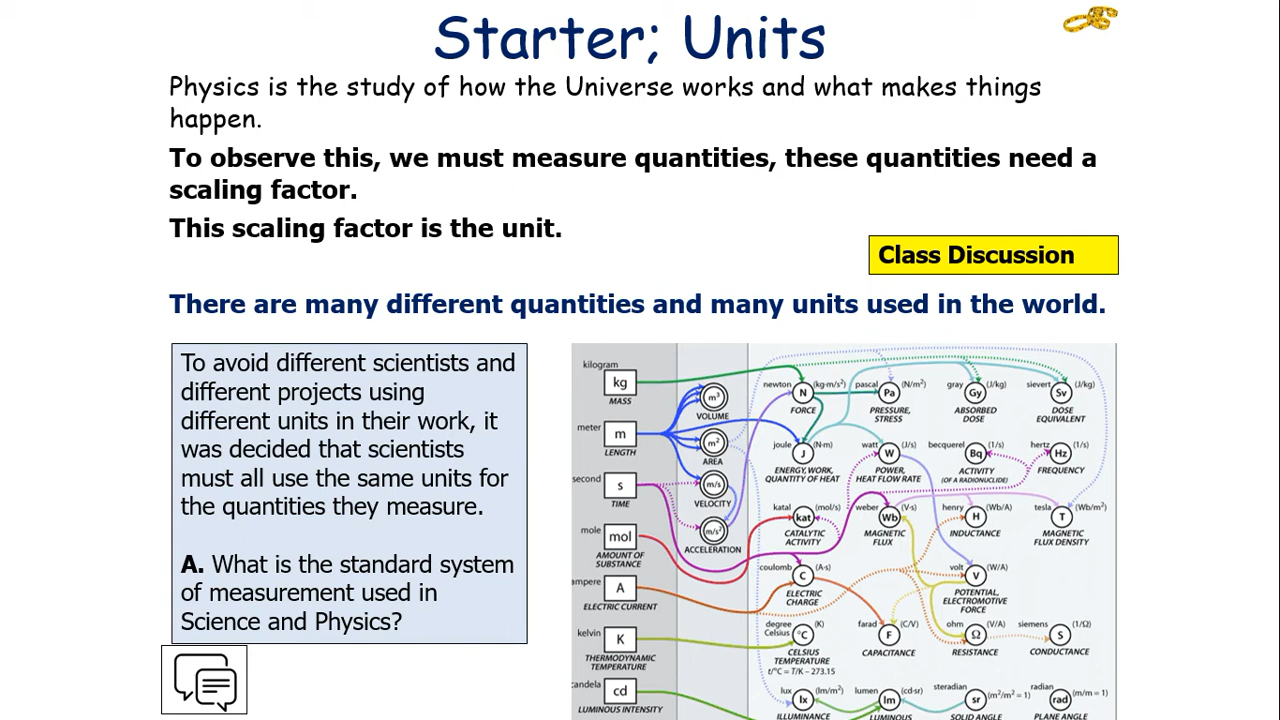 Starter; Units
Physics is the study of how the Universe works and what makes things
happen.
To observe this, we must measure quantities, these quantities need a
scaling factor.
This scaling factor is the unit.
Class Discussion
There are many different quantities and many units used in the world.
To avoid different scientists and
different projects using
different units in their work, it
was decided that scientists
must all use the same units for
the quantities they measure.
A. What is the standard system
of measurement used in
Science and Physics?
kilogram
kg
MASS
meter
m
LENGTH
second
s
TIME
mole
mol
AMOUNT OF
SUBSTANCE
ampere
A
ELECTRIC CURRENT
kelvin
K
THERMODYNAMIC
TEMPERATURE
candela
cd
LUMINOUS INTENSITY
m³
VOLUME
m²
AREA
m/s
VELOCITY
m/s²
ACCELERATION
newton N (kg·m/s²)
FORCE
pascal Pa (N/m²)
PRESSURE,
STRESS
gray Gy (J/kg)
ABSORBED
DOSE
sievert Sv (J/kg)
DOSE
EQUIVALENT
joule J (N·m)
ENERGY, WORK,
QUANTITY OF HEAT
watt W (J/s)
POWER,
HEAT FLOW RATE
becquerel Bq (1/s)
ACTIVITY
(OF A RADIONUCLIDE)
hertz Hz (1/s)
FREQUENCY
katal kat (mol/s)
CATALYTIC
ACTIVITY
weber Wb (V·s)
MAGNETIC
FLUX
henry H (Wb/A)
INDUCTANCE
tesla T (Wb/m²)
MAGNETIC
FLUX DENSITY
coulomb C (A·s)
ELECTRIC
CHARGE
volt V (W/A)
POTENTIAL,
ELECTROMOTIVE
FORCE
degree
Celsius °C (K)
CELSIUS
TEMPERATURE
t/°C = T/K – 273.15
farad F (C/V)
CAPACITANCE
ohm Ω (V/A)
RESISTANCE
siemens S (1/Ω)
CONDUCTANCE
lux lx (lm/m²)
ILLUMINANCE
lumen lm (cd·sr)
LUMINOUS
steradian sr (m²/m² = 1)
SOLID ANGLE
radian rad (m/m = 1)
PLANE ANGLE